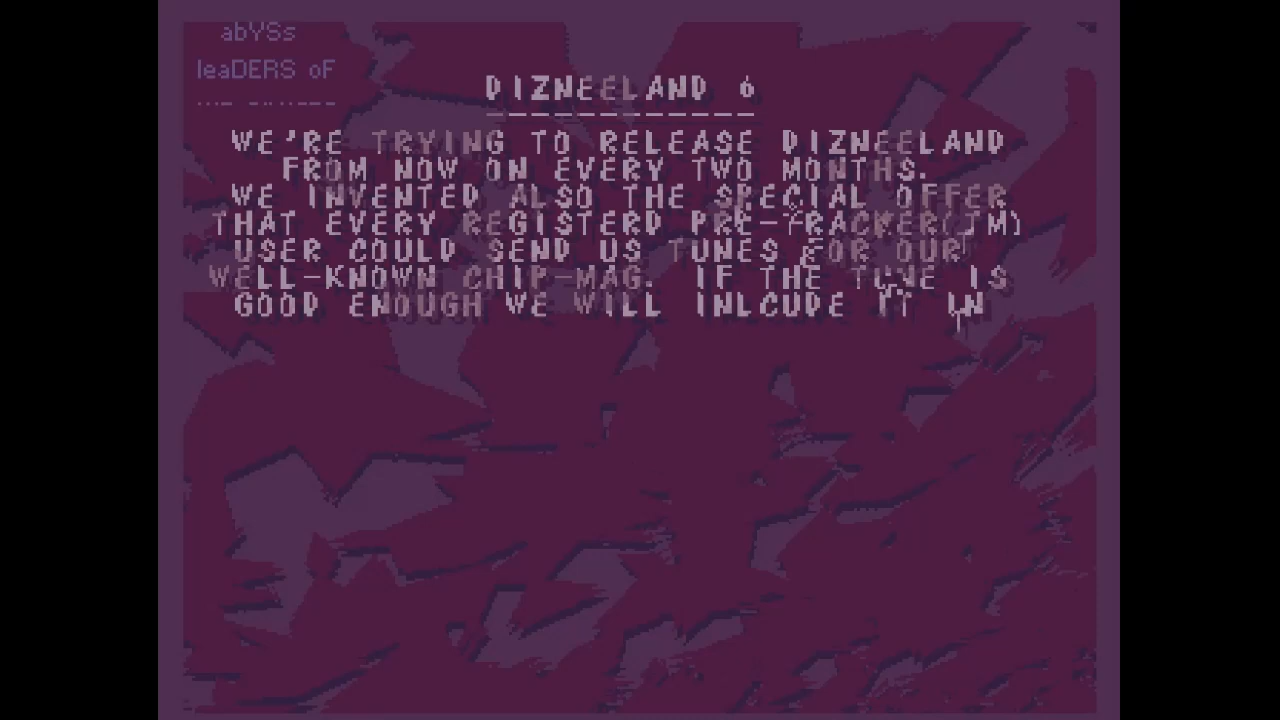 abYSs
leaDERS oF
DIZNEELAND 6
------------
WE'RE TRYING TO RELEASE DIZNEELAND
FROM NOW ON EVERY TWO MONTHS.
WE INVENTED ALSO THE SPECIAL OFFER
THAT EVERY REGISTERD PRE-TRACKER(TM)
USER COULD SEND US TUNES FOR OUR
WELL-KNOWN CHIP-MAG. IF THE TUNE IS
GOOD ENOUGH WE WILL INLCUDE IT IN